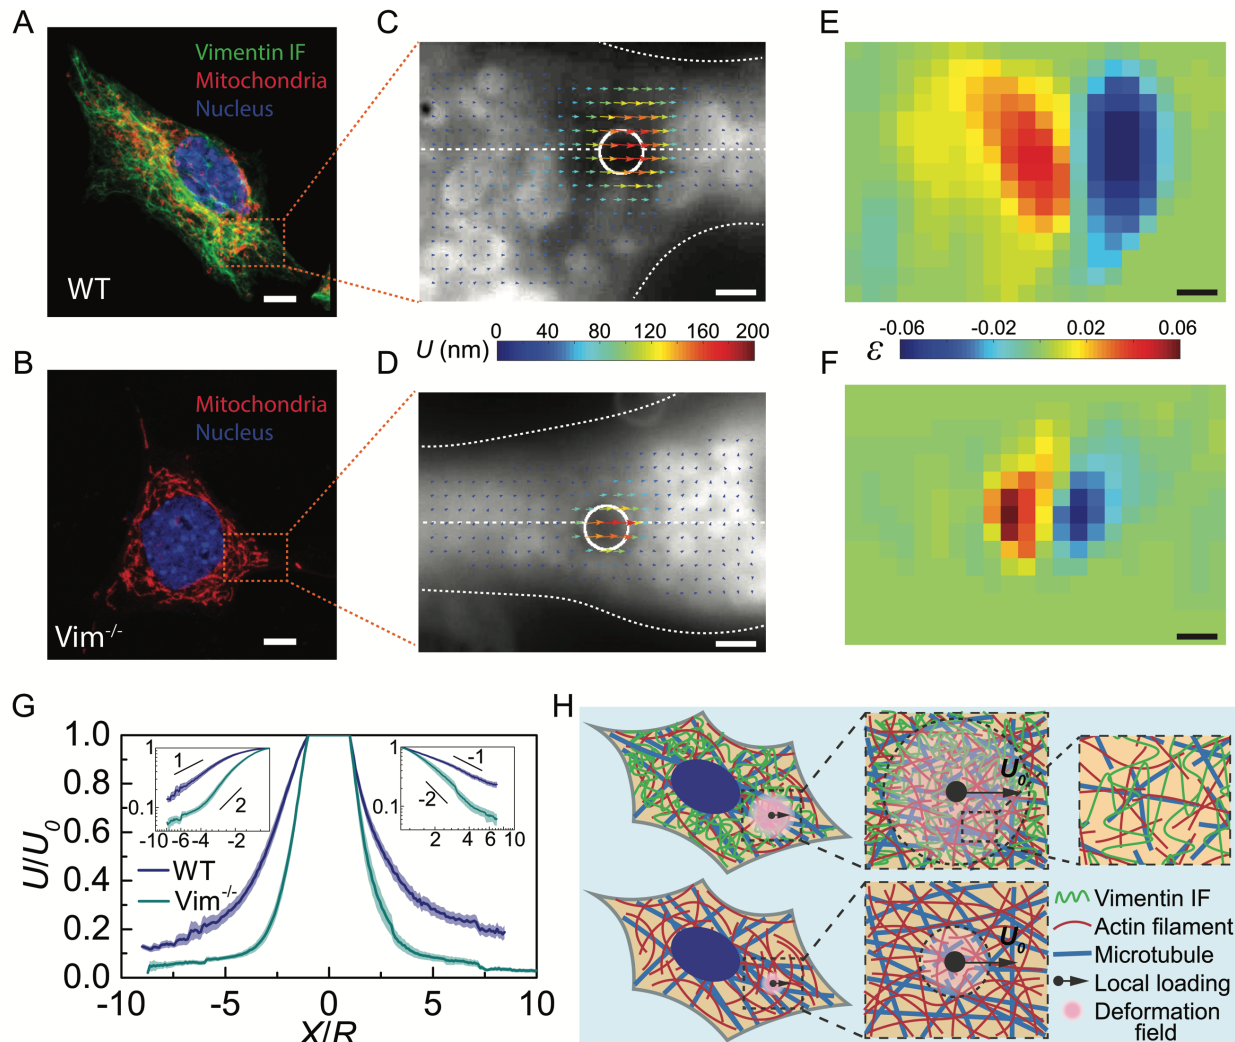 A
Vimentin IF
Mitochondria
Nucleus
WT
C
E
U (nm)
0 40 80 120 160 200
ε
-0.06 -0.02 0.02 0.06
B
Mitochondria
Nucleus
Vim-/-
D
F
G
U/U0
1.0
0.8
0.6
0.4
0.2
0.0
1
0.1
1
2
-10 -6 -4 -2
1
0.1
-1
-2
2 4 6 10
WT
Vim-/-
-10 -5 0 5 10
X/R
H
U0
U0
Vimentin IF
Actin filament
Microtubule
Local loading
Deformation
field